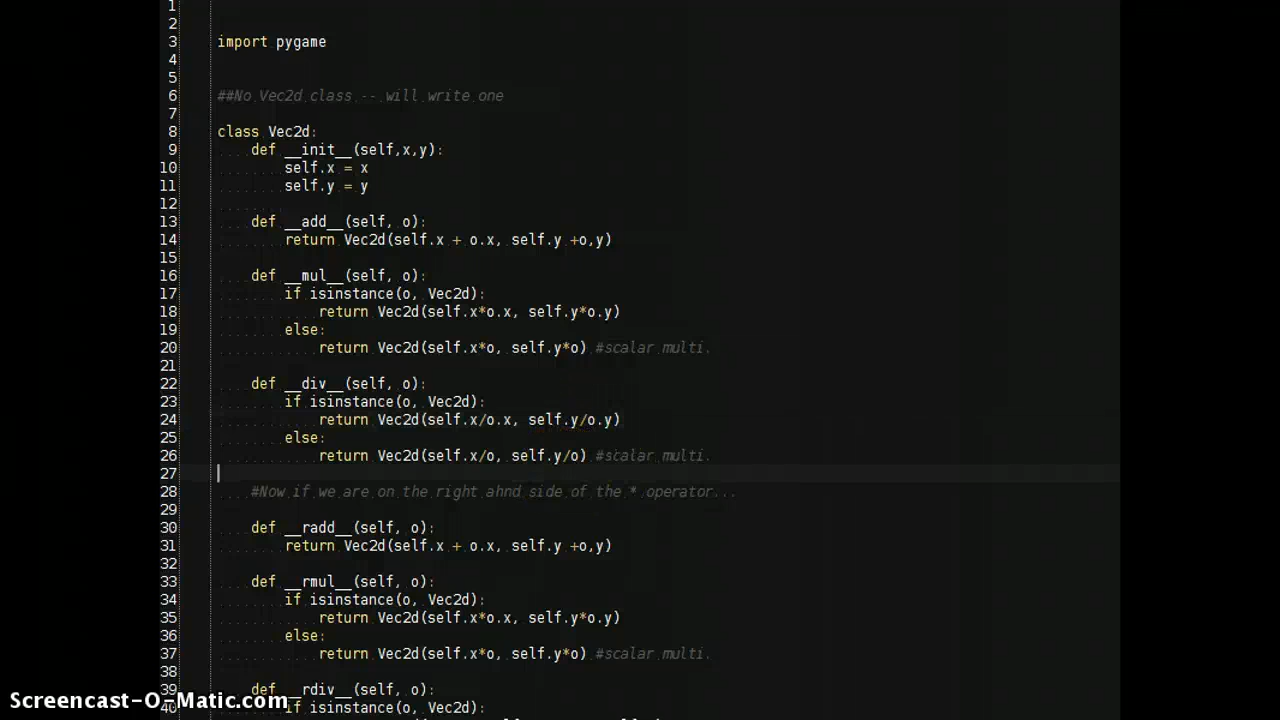 1
2
3 import pygame
4
5
6 ##No Vec2d class -- will write one
7
8 class Vec2d:
9     def __init__(self,x,y):
10         self.x = x
11         self.y = y
12
13     def __add__(self, o):
14         return Vec2d(self.x + o.x, self.y +o,y)
15
16     def __mul__(self, o):
17         if isinstance(o, Vec2d):
18             return Vec2d(self.x*o.x, self.y*o.y)
19         else:
20             return Vec2d(self.x*o, self.y*o) #scalar multi.
21
22     def __div__(self, o):
23         if isinstance(o, Vec2d):
24             return Vec2d(self.x/o.x, self.y/o.y)
25         else:
26             return Vec2d(self.x/o, self.y/o) #scalar multi.
27
28     #Now if we are on the right ahnd side of the * operator...
29
30     def __radd__(self, o):
31         return Vec2d(self.x + o.x, self.y +o,y)
32
33     def __rmul__(self, o):
34         if isinstance(o, Vec2d):
35             return Vec2d(self.x*o.x, self.y*o.y)
36         else:
37             return Vec2d(self.x*o, self.y*o) #scalar multi.
38
39     def __rdiv__(self, o):
40         if isinstance(o, Vec2d):
Screencast-O-Matic.com